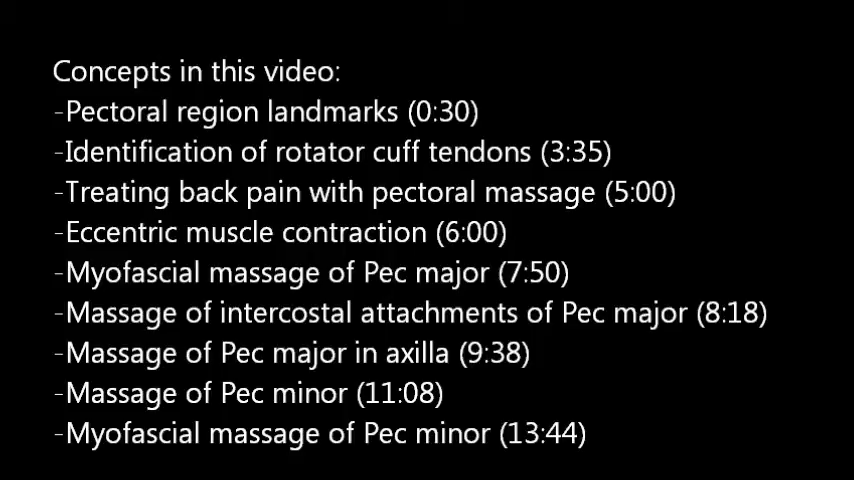 Concepts in this video:
-Pectoral region landmarks (0:30)
-Identification of rotator cuff tendons (3:35)
-Treating back pain with pectoral massage (5:00)
-Eccentric muscle contraction (6:00)
-Myofascial massage of Pec major (7:50)
-Massage of intercostal attachments of Pec major (8:18)
-Massage of Pec major in axilla (9:38)
-Massage of Pec minor (11:08)
-Myofascial massage of Pec minor (13:44)